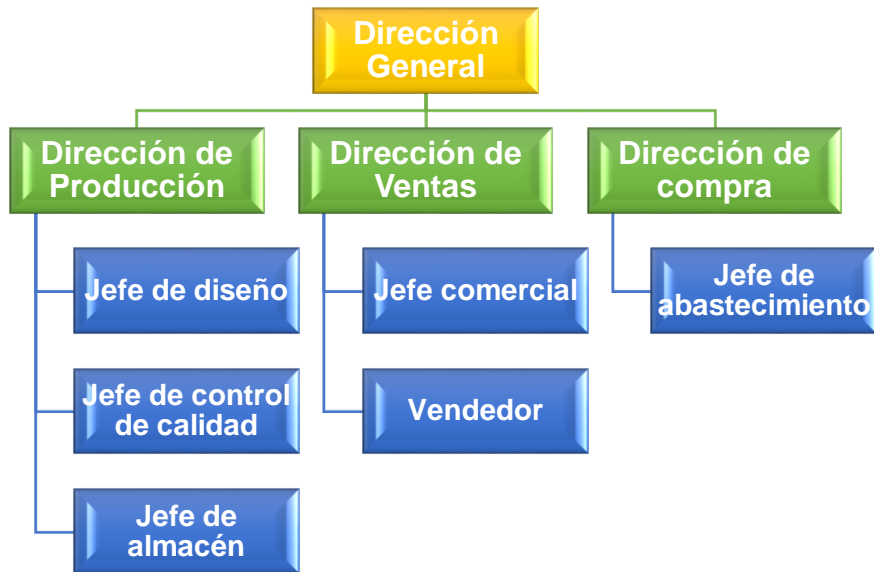 Dirección
General
Dirección de
Producción
Dirección de
Ventas
Dirección de
compra
Jefe de diseño
Jefe comercial
Jefe de
abastecimiento
Jefe de control
de calidad
Vendedor
Jefe de
almacén